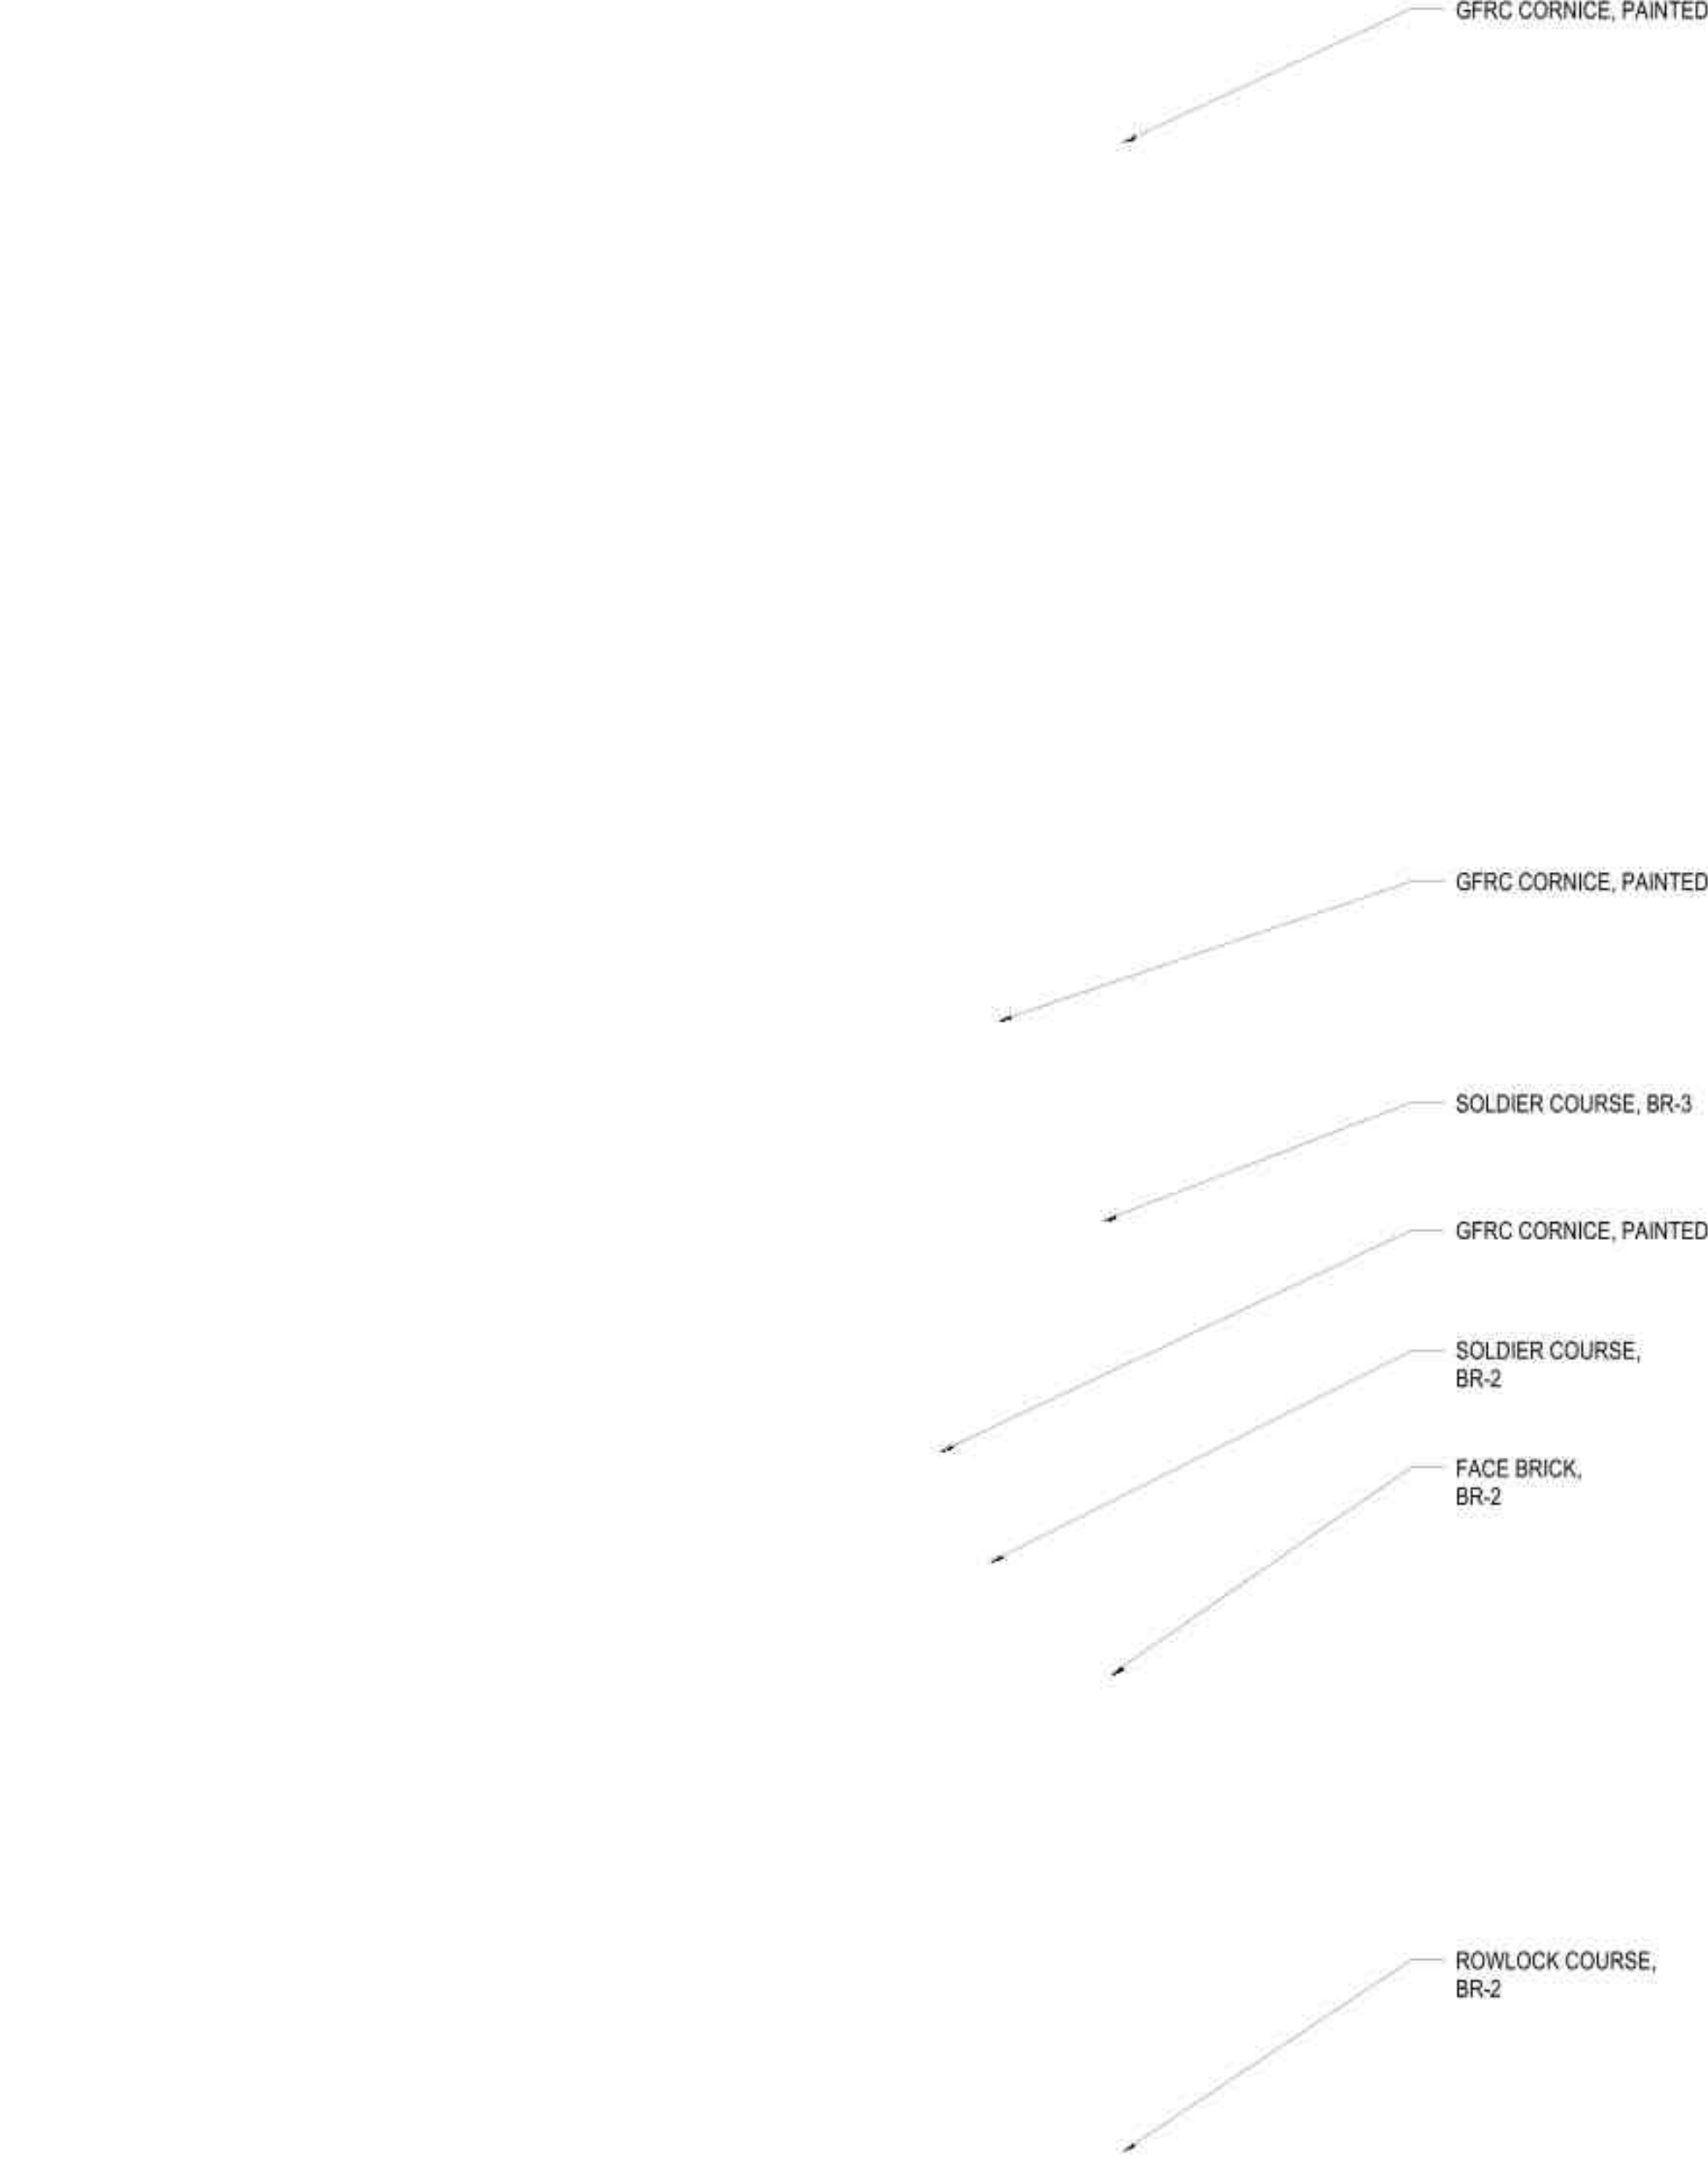 GFRC CORNICE, PAINTED
GFRC CORNICE, PAINTED
SOLDIER COURSE, BR-3
GFRC CORNICE, PAINTED
SOLDIER COURSE,
BR-2
FACE BRICK,
BR-2
ROWLOCK COURSE,
BR-2